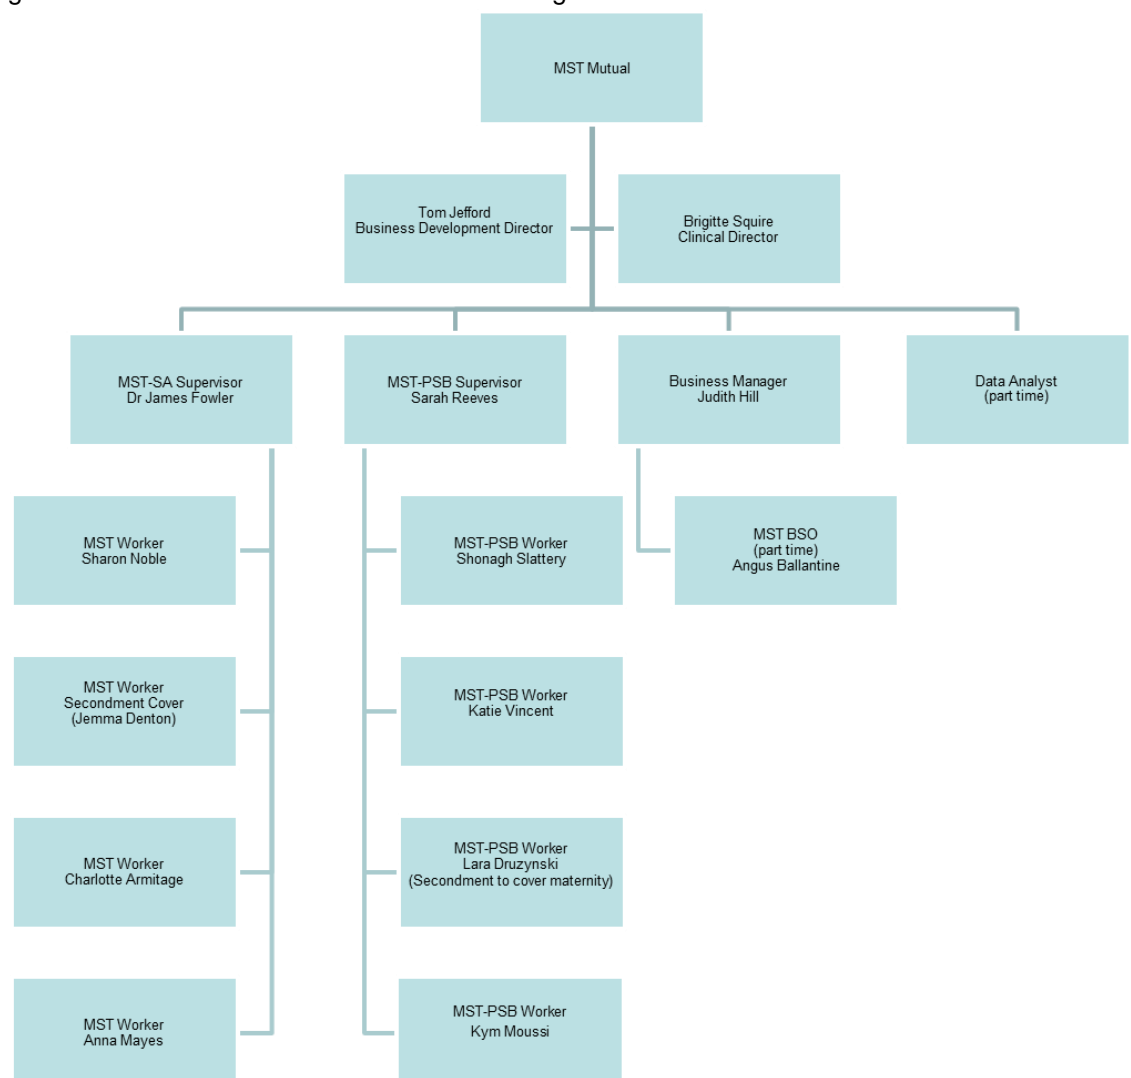 MST Mutual
Tom Jefford
Business Development Director
Brigitte Squire
Clinical Director
MST-SA Supervisor
Dr James Fowler
MST-PSB Supervisor
Sarah Reeves
Business Manager
Judith Hill
Data Analyst
(part time)
MST Worker
Sharon Noble
MST-PSB Worker
Shonagh Slattery
MST BSO
(part time)
Angus Ballantine
MST Worker
Secondment Cover
(Jemma Denton)
MST-PSB Worker
Katie Vincent
MST Worker
Charlotte Armitage
MST-PSB Worker
Lara Druzynski
(Secondment to cover maternity)
MST Worker
Anna Mayes
MST-PSB Worker
Kym Moussi